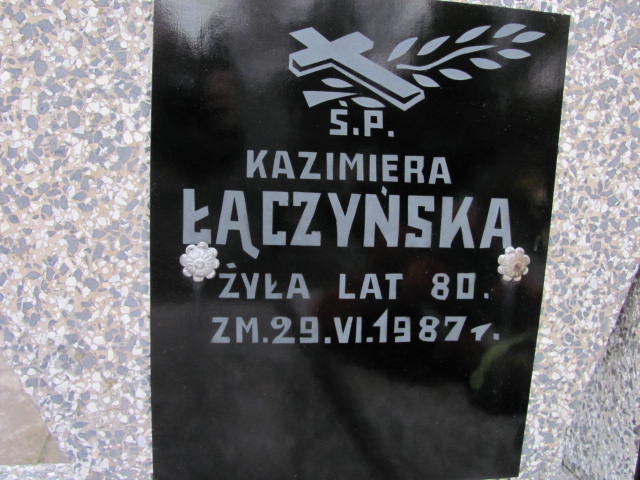 Ś.P.
KAZIMIERA
ŁĄCZYŃSKA
ŻYŁA LAT 80.
ZM.29.VI.1987r.